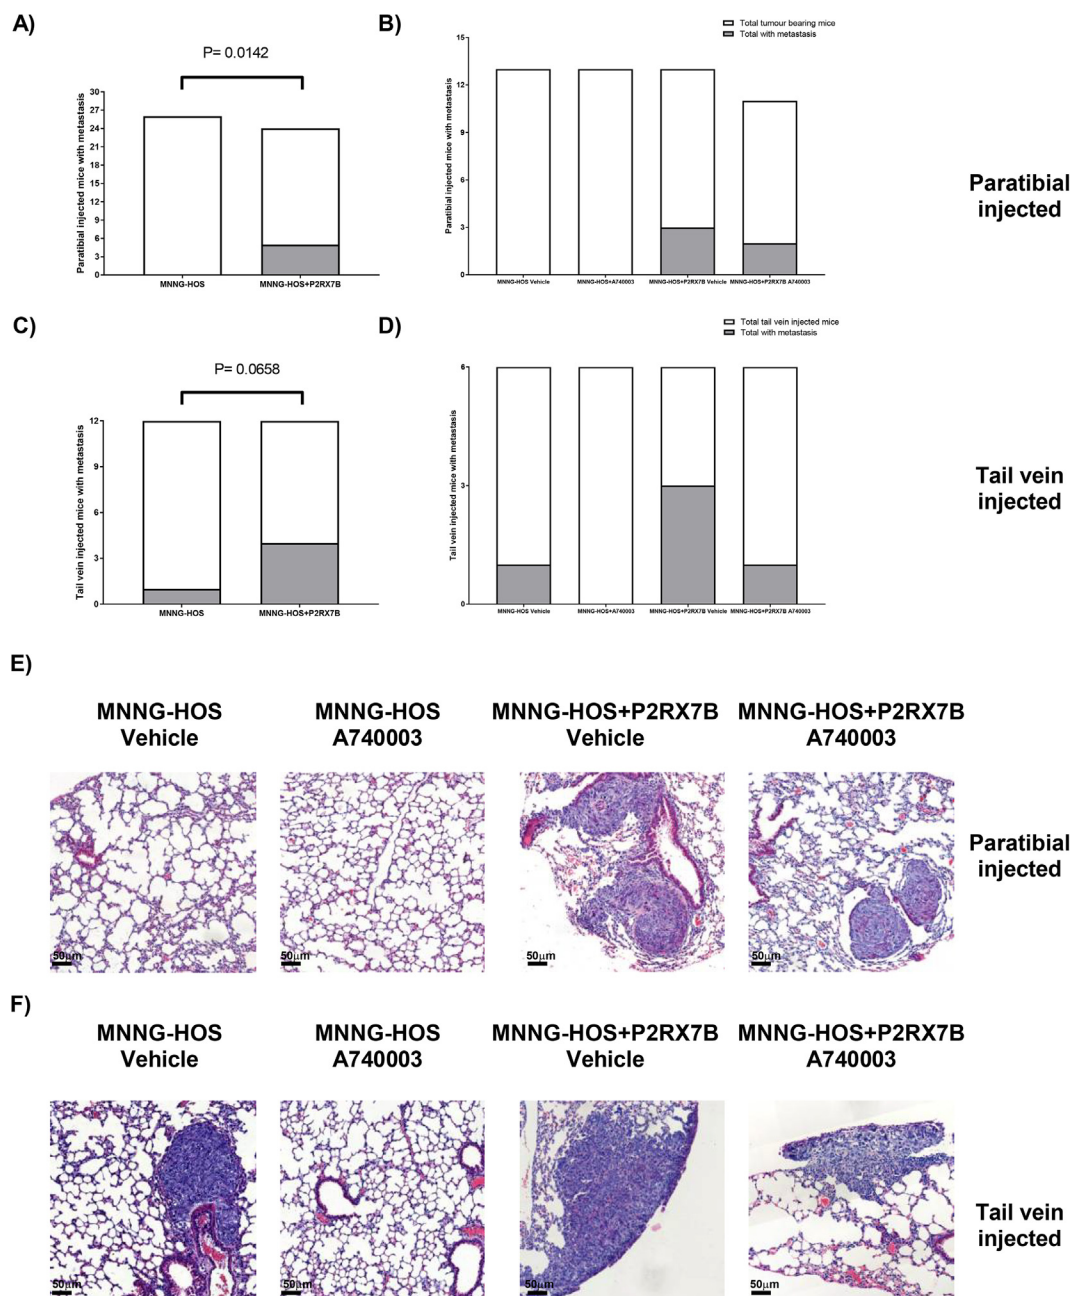 A)
P= 0.0142
Paratibial injected mice with metastasis
30
27
24
21
18
15
12
9
6
3
0
MNNG-HOS
MNNG-HOS+P2RX7B
B)
Total tumour bearing mice
Total with metastasis
Paratibial injected mice with metastasis
15
12
9
6
3
0
MNNG-HOS Vehicle
MNNG-HOS+A740003
MNNG-HOS+P2RX7B Vehicle
MNNG-HOS+P2RX7B A740003
Paratibial
injected
C)
P= 0.0658
Tail vein injected mice with metastasis
12
9
6
3
0
MNNG-HOS
MNNG-HOS+P2RX7B
D)
Total tail vein injected mice
Total with metastasis
Tail vein injected mice with metastasis
6
3
0
MNNG-HOS Vehicle
MNNG-HOS+A740003
MNNG-HOS+P2RX7B Vehicle
MNNG-HOS+P2RX7B A740003
Tail vein
injected
E)
MNNG-HOS
Vehicle
MNNG-HOS
A740003
MNNG-HOS+P2RX7B
Vehicle
MNNG-HOS+P2RX7B
A740003
50µm
50µm
50µm
50µm
Paratibial
injected
F)
MNNG-HOS
Vehicle
MNNG-HOS
A740003
MNNG-HOS+P2RX7B
Vehicle
MNNG-HOS+P2RX7B
A740003
50µm
50µm
50µm
50µm
Tail vein
injected